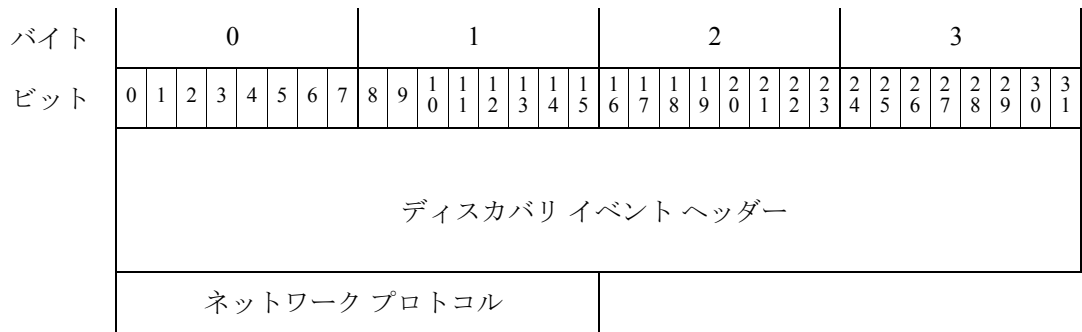 バイト 0 1 2 3
ビット 0 1 2 3 4 5 6 7 8 9 10 11 12 13 14 15 16 17 18 19 20 21 22 23 24 25 26 27 28 29 30 31
ディスカバリ イベント ヘッダー
ネットワーク プロトコル